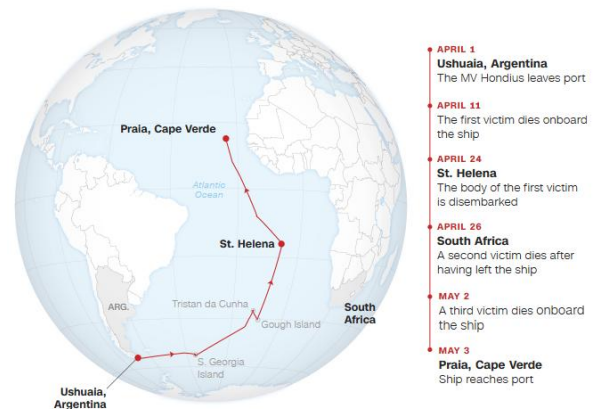 Praia, Cape Verde
Atlantic
Ocean
St. Helena
ARG.
Tristan da Cunha
Gough Island
South
Africa
S. Georgia
Island
Ushuaia,
Argentina
APRIL 1
Ushuaia, Argentina
The MV Hondius leaves port
APRIL 11
The first victim dies onboard
the ship
APRIL 24
St. Helena
The body of the first victim
is disembarked
APRIL 26
South Africa
A second victim dies after
having left the ship
MAY 2
A third victim dies onboard
the ship
MAY 3
Praia, Cape Verde
Ship reaches port